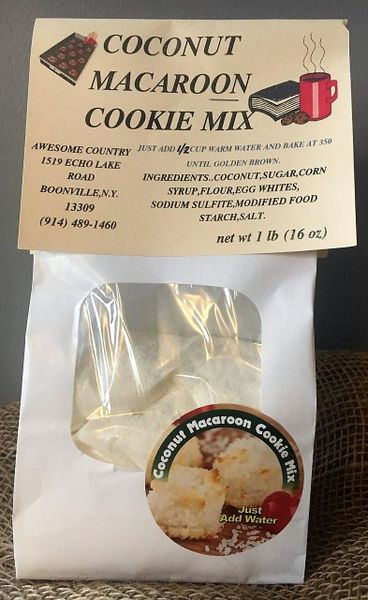 COCONUT
MACAROON
COOKIE MIX
AWESOME COUNTRY
1519 ECHO LAKE
ROAD
BOONVILLE,N.Y.
13309
(914) 489-1460
JUST ADD 1/2 CUP WARM WATER AND BAKE AT 350
UNTIL GOLDEN BROWN.
INGREDIENTS..COCONUT,SUGAR,CORN
SYRUP,FLOUR,EGG WHITES,
SODIUM SULFITE,MODIFIED FOOD
STARCH,SALT.
net wt 1 lb (16 oz)
Coconut Macaroon Cookie Mix
Just
Add Water